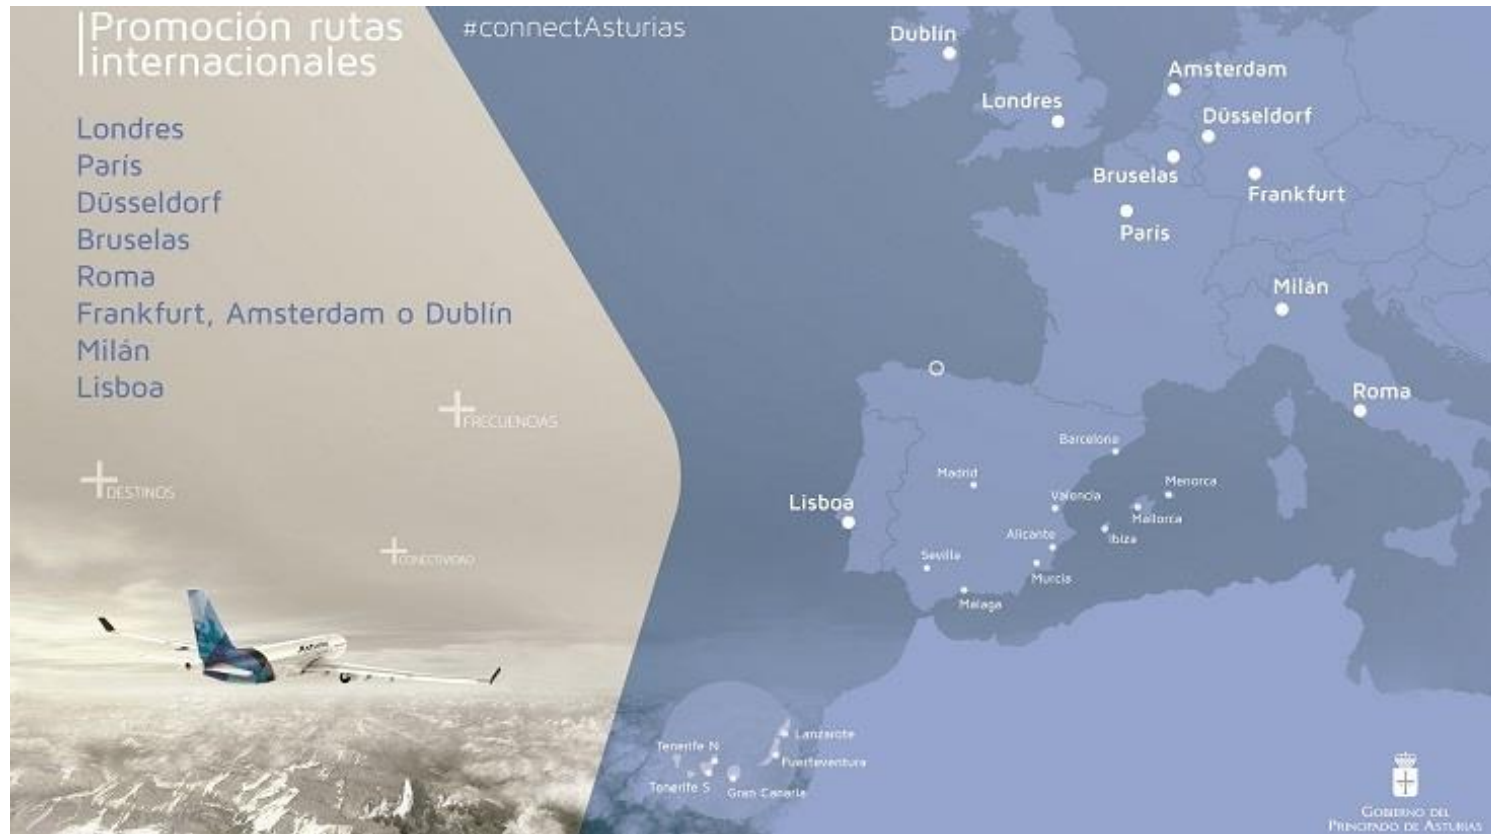 Promoción rutas
internacionales
#connectAsturias
Londres
París
Düsseldorf
Bruselas
Roma
Frankfurt, Amsterdam o Dublín
Milán
Lisboa
+FRECUENCIAS
+DESTINOS
+CONECTIVIDAD
Dublín
Amsterdam
Londres
Düsseldorf
Bruselas
Frankfurt
París
Milán
Roma
Barcelona
Madrid
Menorca
Valencia
Lisboa
Mallorca
Alicante
Ibiza
Sevilla
Murcia
Málaga
Lanzarote
Tenerife N
Fuerteventura
Tenerife S
Gran Canaria
GOBIERNO DEL
PRINCIPADO DE ASTURIAS